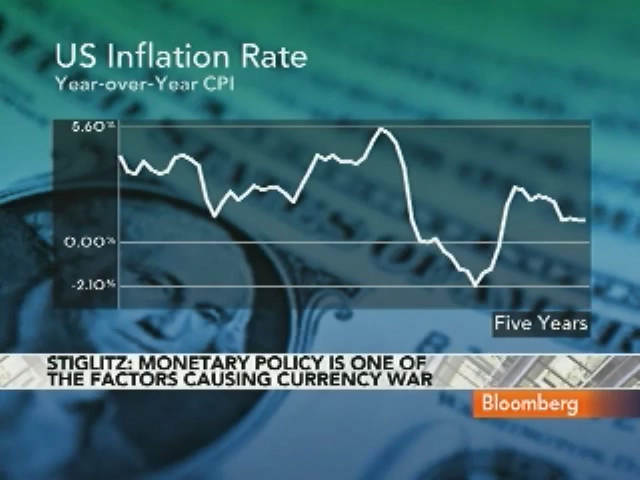 US Inflation Rate
Year-over-Year CPI
5.60%
0.00%
-2.10%
Five Years
STIGLITZ: MONETARY POLICY IS ONE OF
THE FACTORS CAUSING CURRENCY WAR
Bloomberg